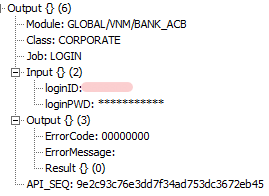 Output {} (6)
Module: GLOBAL/VNM/BANK_ACB
Class: CORPORATE
Job: LOGIN
Input {} (2)
loginID:
loginPWD: ***********
Output {} (3)
ErrorCode: 00000000
ErrorMessage:
Result {} (0)
API_SEQ: 9e2c93c76e3dd7f34ad753dc3672eb45